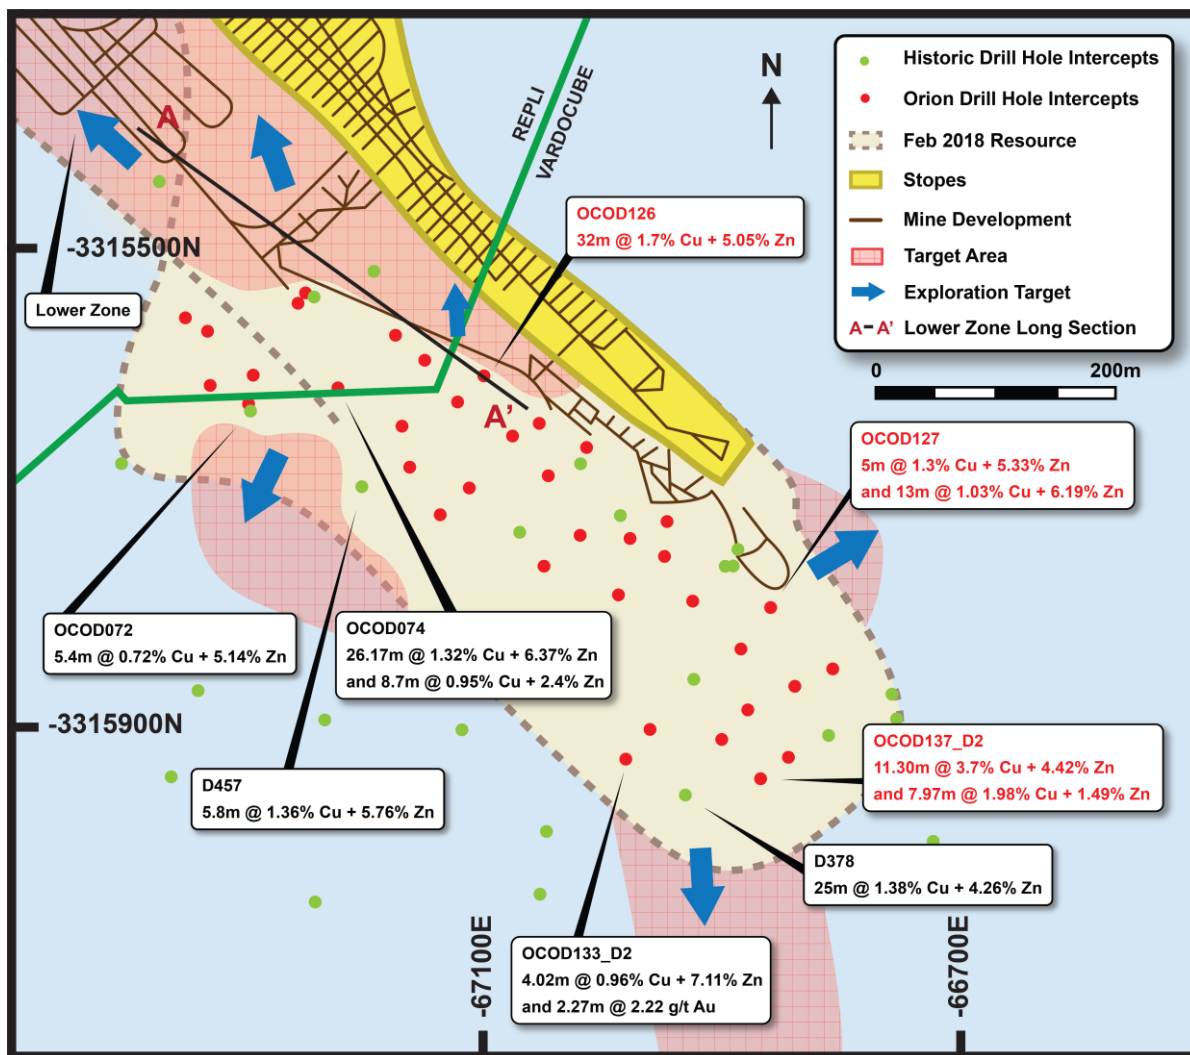 A
REPLI
VARDOCUBE
N
Historic Drill Hole Intercepts
Orion Drill Hole Intercepts
Feb 2018 Resource
Stopes
Mine Development
Target Area
Exploration Target
A-A' Lower Zone Long Section
0 200m
-3315500N
Lower Zone
OCOD126
32m @ 1.7% Cu + 5.05% Zn
A'
OCOD127
5m @ 1.3% Cu + 5.33% Zn
and 13m @ 1.03% Cu + 6.19% Zn
OCOD072
5.4m @ 0.72% Cu + 5.14% Zn
OCOD074
26.17m @ 1.32% Cu + 6.37% Zn
and 8.7m @ 0.95% Cu + 2.4% Zn
-3315900N
D457
5.8m @ 1.36% Cu + 5.76% Zn
OCOD137_D2
11.30m @ 3.7% Cu + 4.42% Zn
and 7.97m @ 1.98% Cu + 1.49% Zn
D378
25m @ 1.38% Cu + 4.26% Zn
OCOD133_D2
4.02m @ 0.96% Cu + 7.11% Zn
and 2.27m @ 2.22 g/t Au
-67100E
-66700E